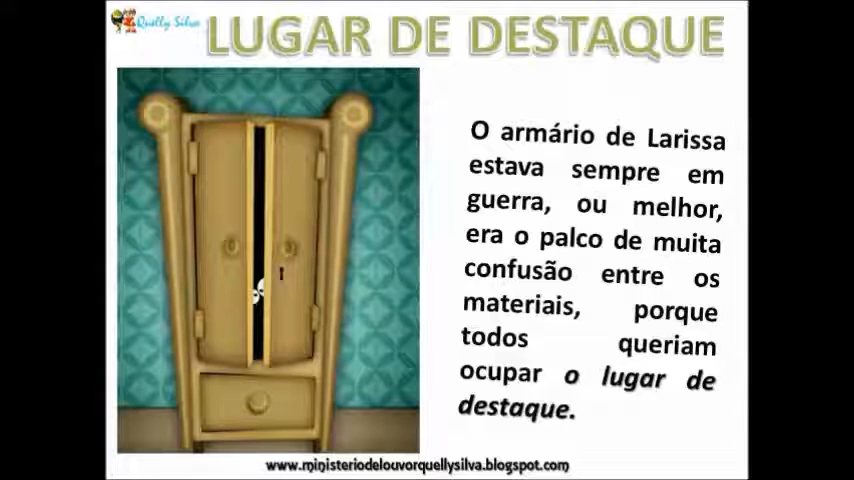 Quelly Silva
LUGAR DE DESTAQUE
O armário de Larissa
estava sempre em
guerra, ou melhor,
era o palco de muita
confusão entre os
materiais, porque
todos queriam
ocupar o lugar de
destaque.
www.ministeriodelouvorquellysilva.blogspot.com